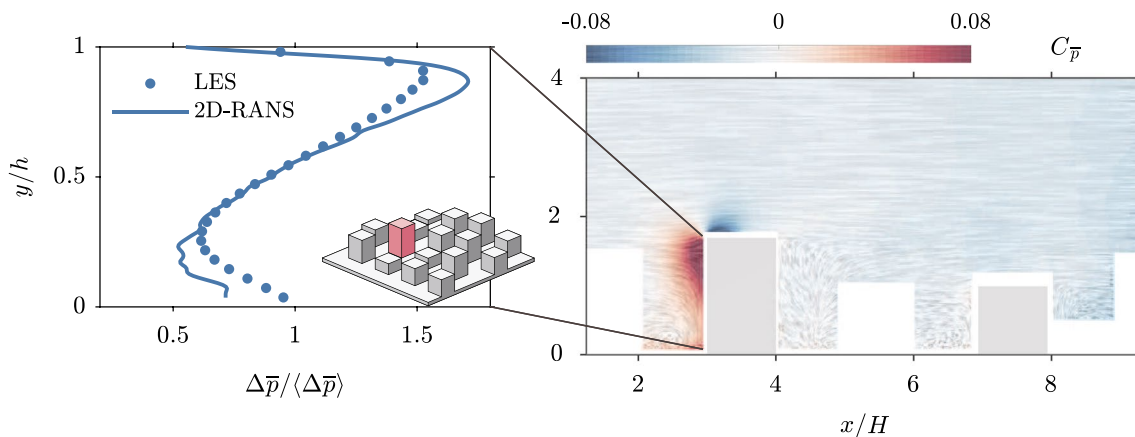 -0.08 0 0.08
C_p̅
1
LES
2D-RANS
y/h
0.5
0
0.5 1 1.5
Δp̅/⟨Δp̅⟩
4
2
0
2 4 6 8
x/H